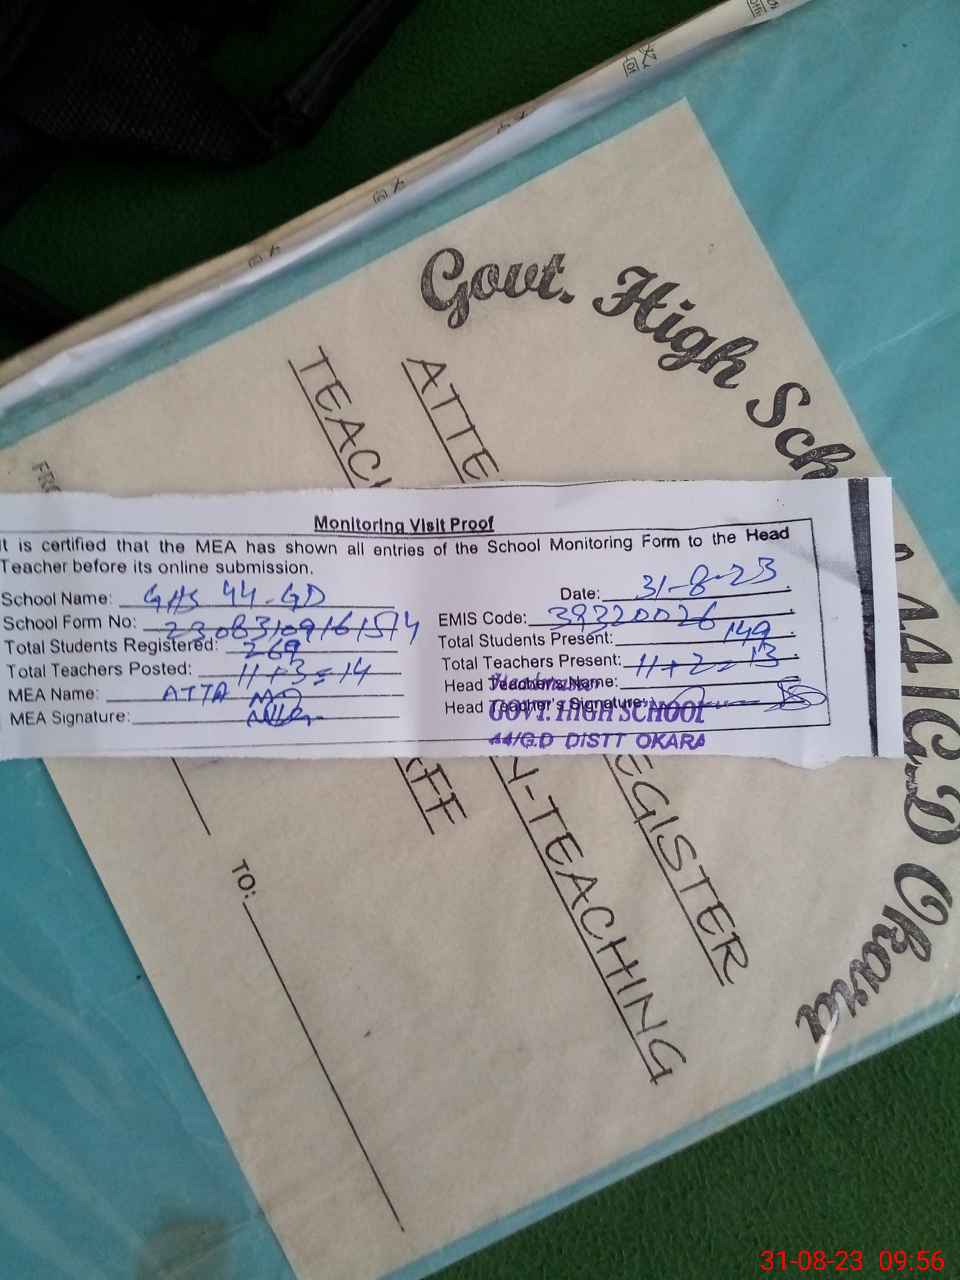 Govt. High Sch
44/G.D Okara
ATTE
EGISTER
TEAC
N-TEACHING
FF
FRO
TO:
Monitoring Visit Proof
It is certified that the MEA has shown all entries of the School Monitoring Form to the Head
Teacher before its online submission.
School Name: GHS 44-GD
Date: 31-8-23
School Form No:
EMIS Code: 39320026
Total Students Registered: 269
Total Students Present: 149
Total Teachers Posted: 11+3=14
Total Teachers Present: 11+2=13
MEA Name: ATTA
Head Teacher's Name:
MEA Signature:
Head Teacher's Signature:
GOVT. HIGH SCHOOL
44/G.D DISTT OKARA
31-08-23 09:56